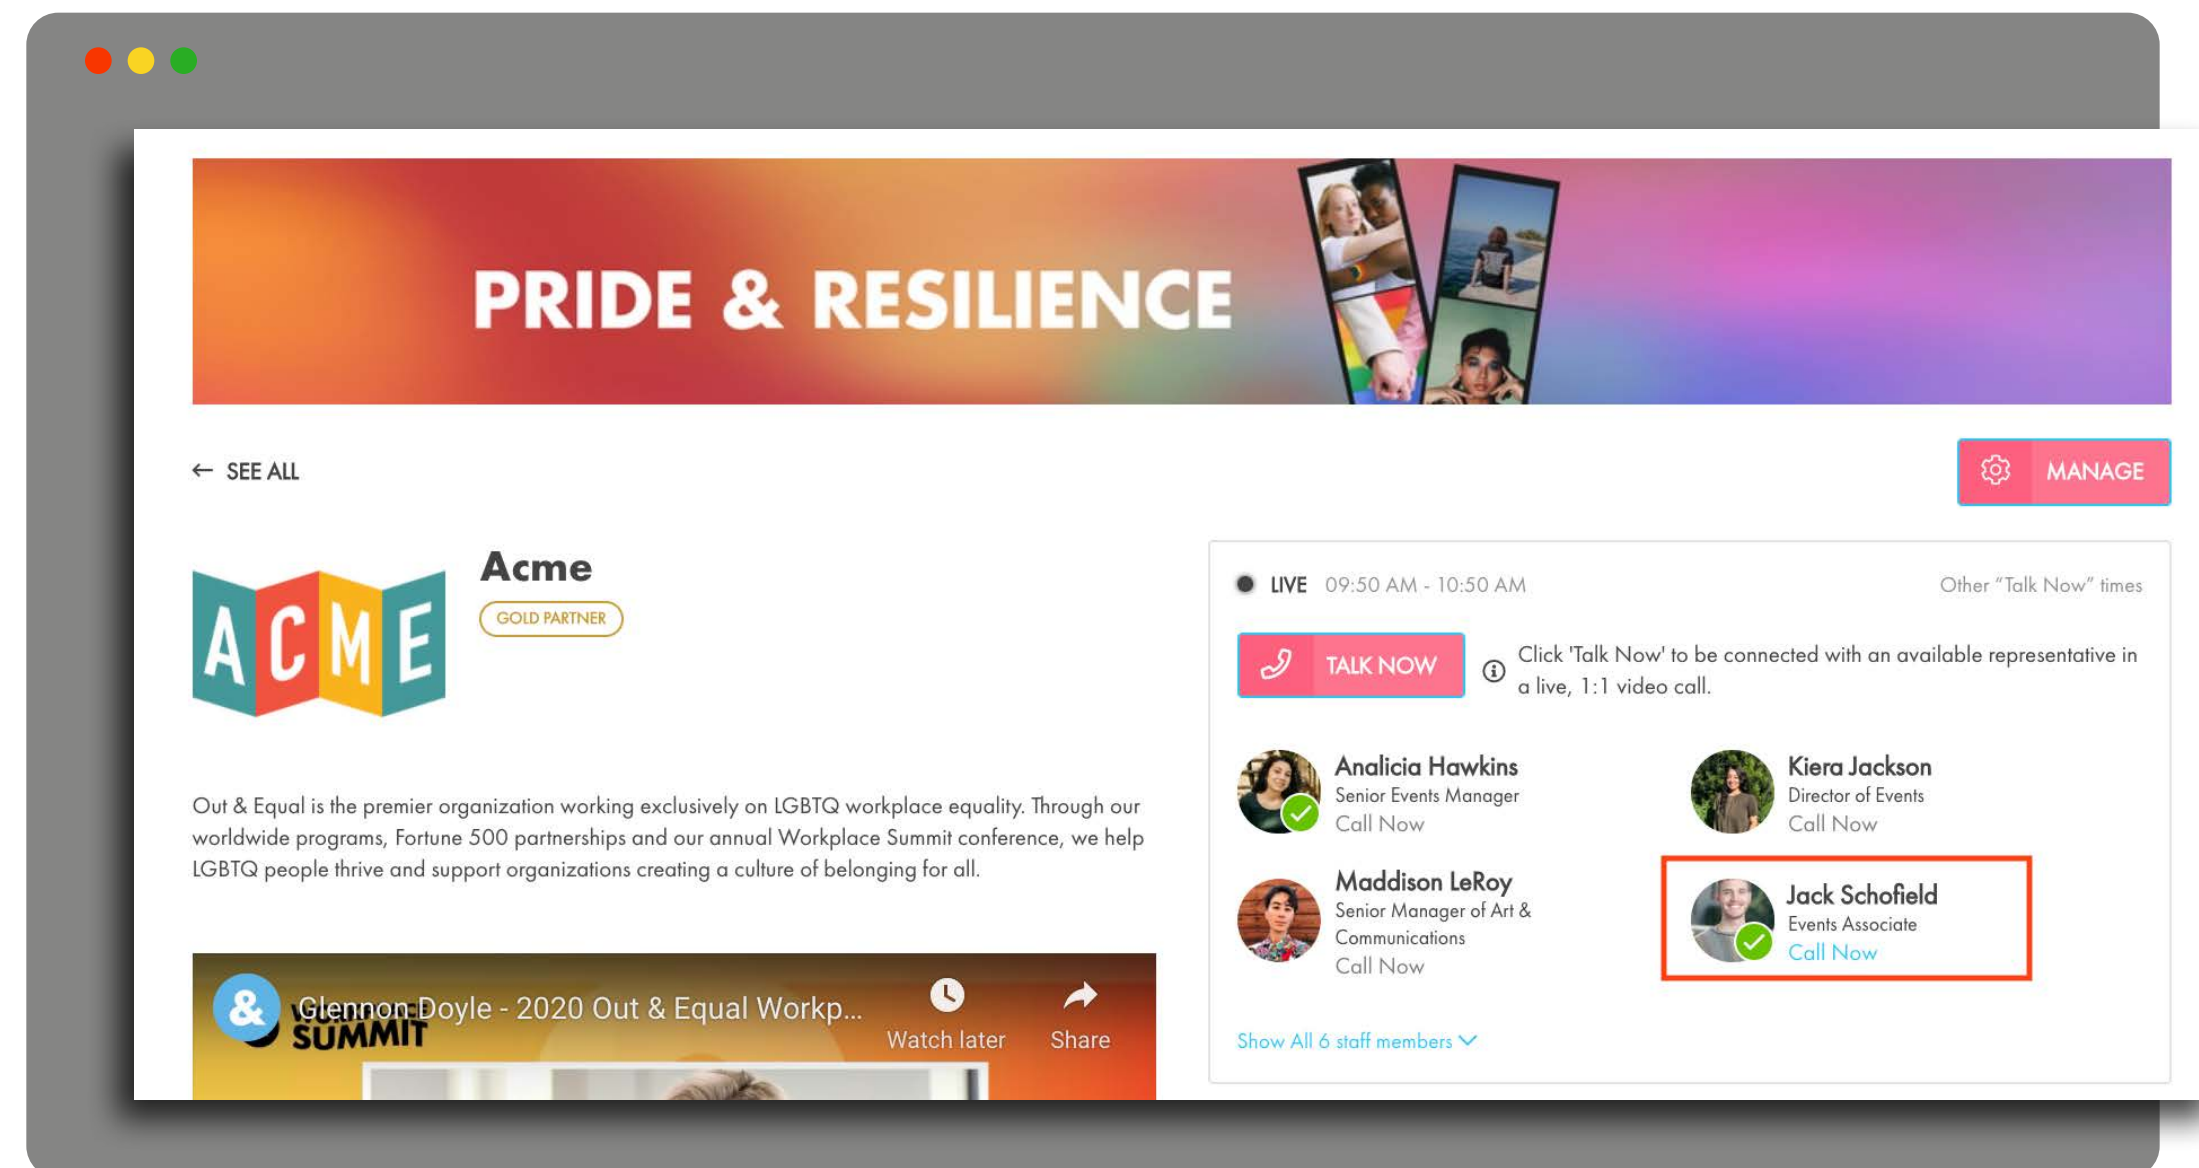 PRIDE & RESILIENCE
← SEE ALL
MANAGE
ACME
Acme
GOLD PARTNER
Out & Equal is the premier organization working exclusively on LGBTQ workplace equality. Through our
worldwide programs, Fortune 500 partnerships and our annual Workplace Summit conference, we help
LGBTQ people thrive and support organizations creating a culture of belonging for all.
&
Glennon Doyle - 2020 Out & Equal Workp...
SUMMIT
Watch later
Share
LIVE 09:50 AM - 10:50 AM
Other "Talk Now" times
TALK NOW
Click 'Talk Now' to be connected with an available representative in
a live, 1:1 video call.
Analicia Hawkins
Senior Events Manager
Call Now
Kiera Jackson
Director of Events
Call Now
Maddison LeRoy
Senior Manager of Art &
Communications
Call Now
Jack Schofield
Events Associate
Call Now
Show All 6 staff members